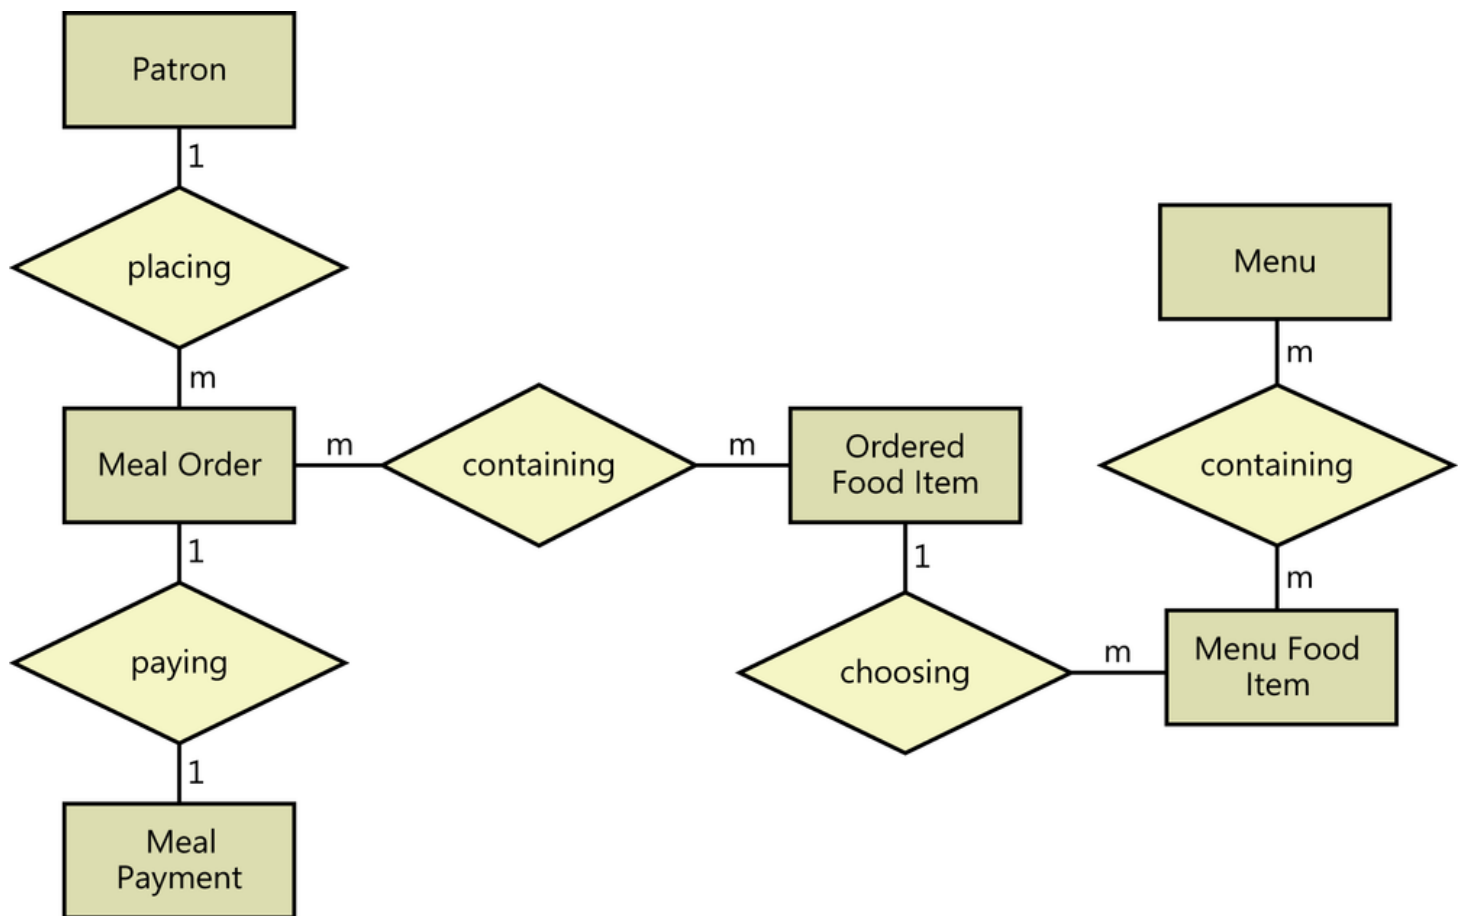 Patron
1
placing
m
Meal Order
m
containing
m
Ordered
Food Item
1
choosing
m
Menu Food
Item
m
containing
m
Menu
1
paying
1
Meal
Payment